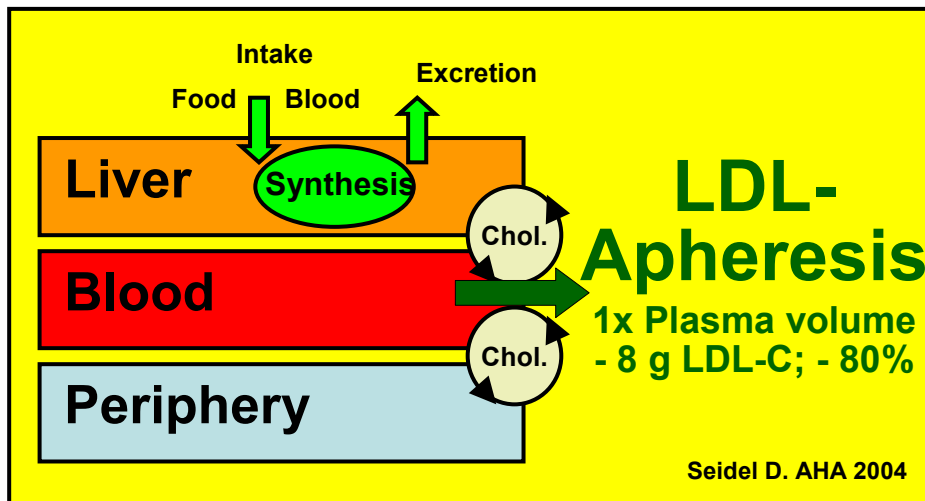 Intake
Food Blood
Excretion
Liver
Synthesis
Chol.
Blood
Chol.
Periphery
LDL-
Apheresis
1x Plasma volume
- 8 g LDL-C; - 80%
Seidel D. AHA 2004